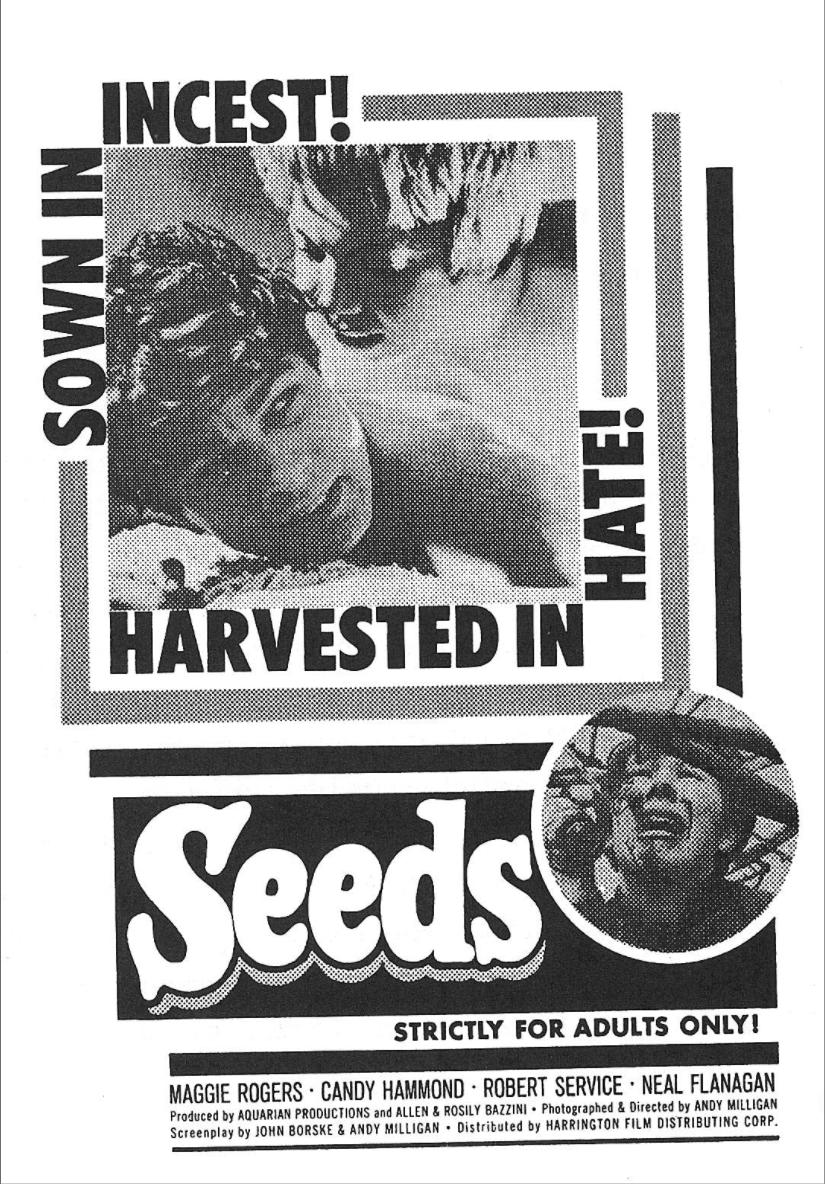 SOWN IN
INCEST!
HARVESTED IN
HATE!
Seeds
STRICTLY FOR ADULTS ONLY!
MAGGIE ROGERS · CANDY HAMMOND · ROBERT SERVICE · NEAL FLANAGAN
Produced by AQUARIAN PRODUCTIONS and ALLEN & ROSILY BAZZINI • Photographed & Directed by ANDY MILLIGAN
Screenplay by JOHN BORSKE & ANDY MILLIGAN • Distributed by HARRINGTON FILM DISTRIBUTING CORP.